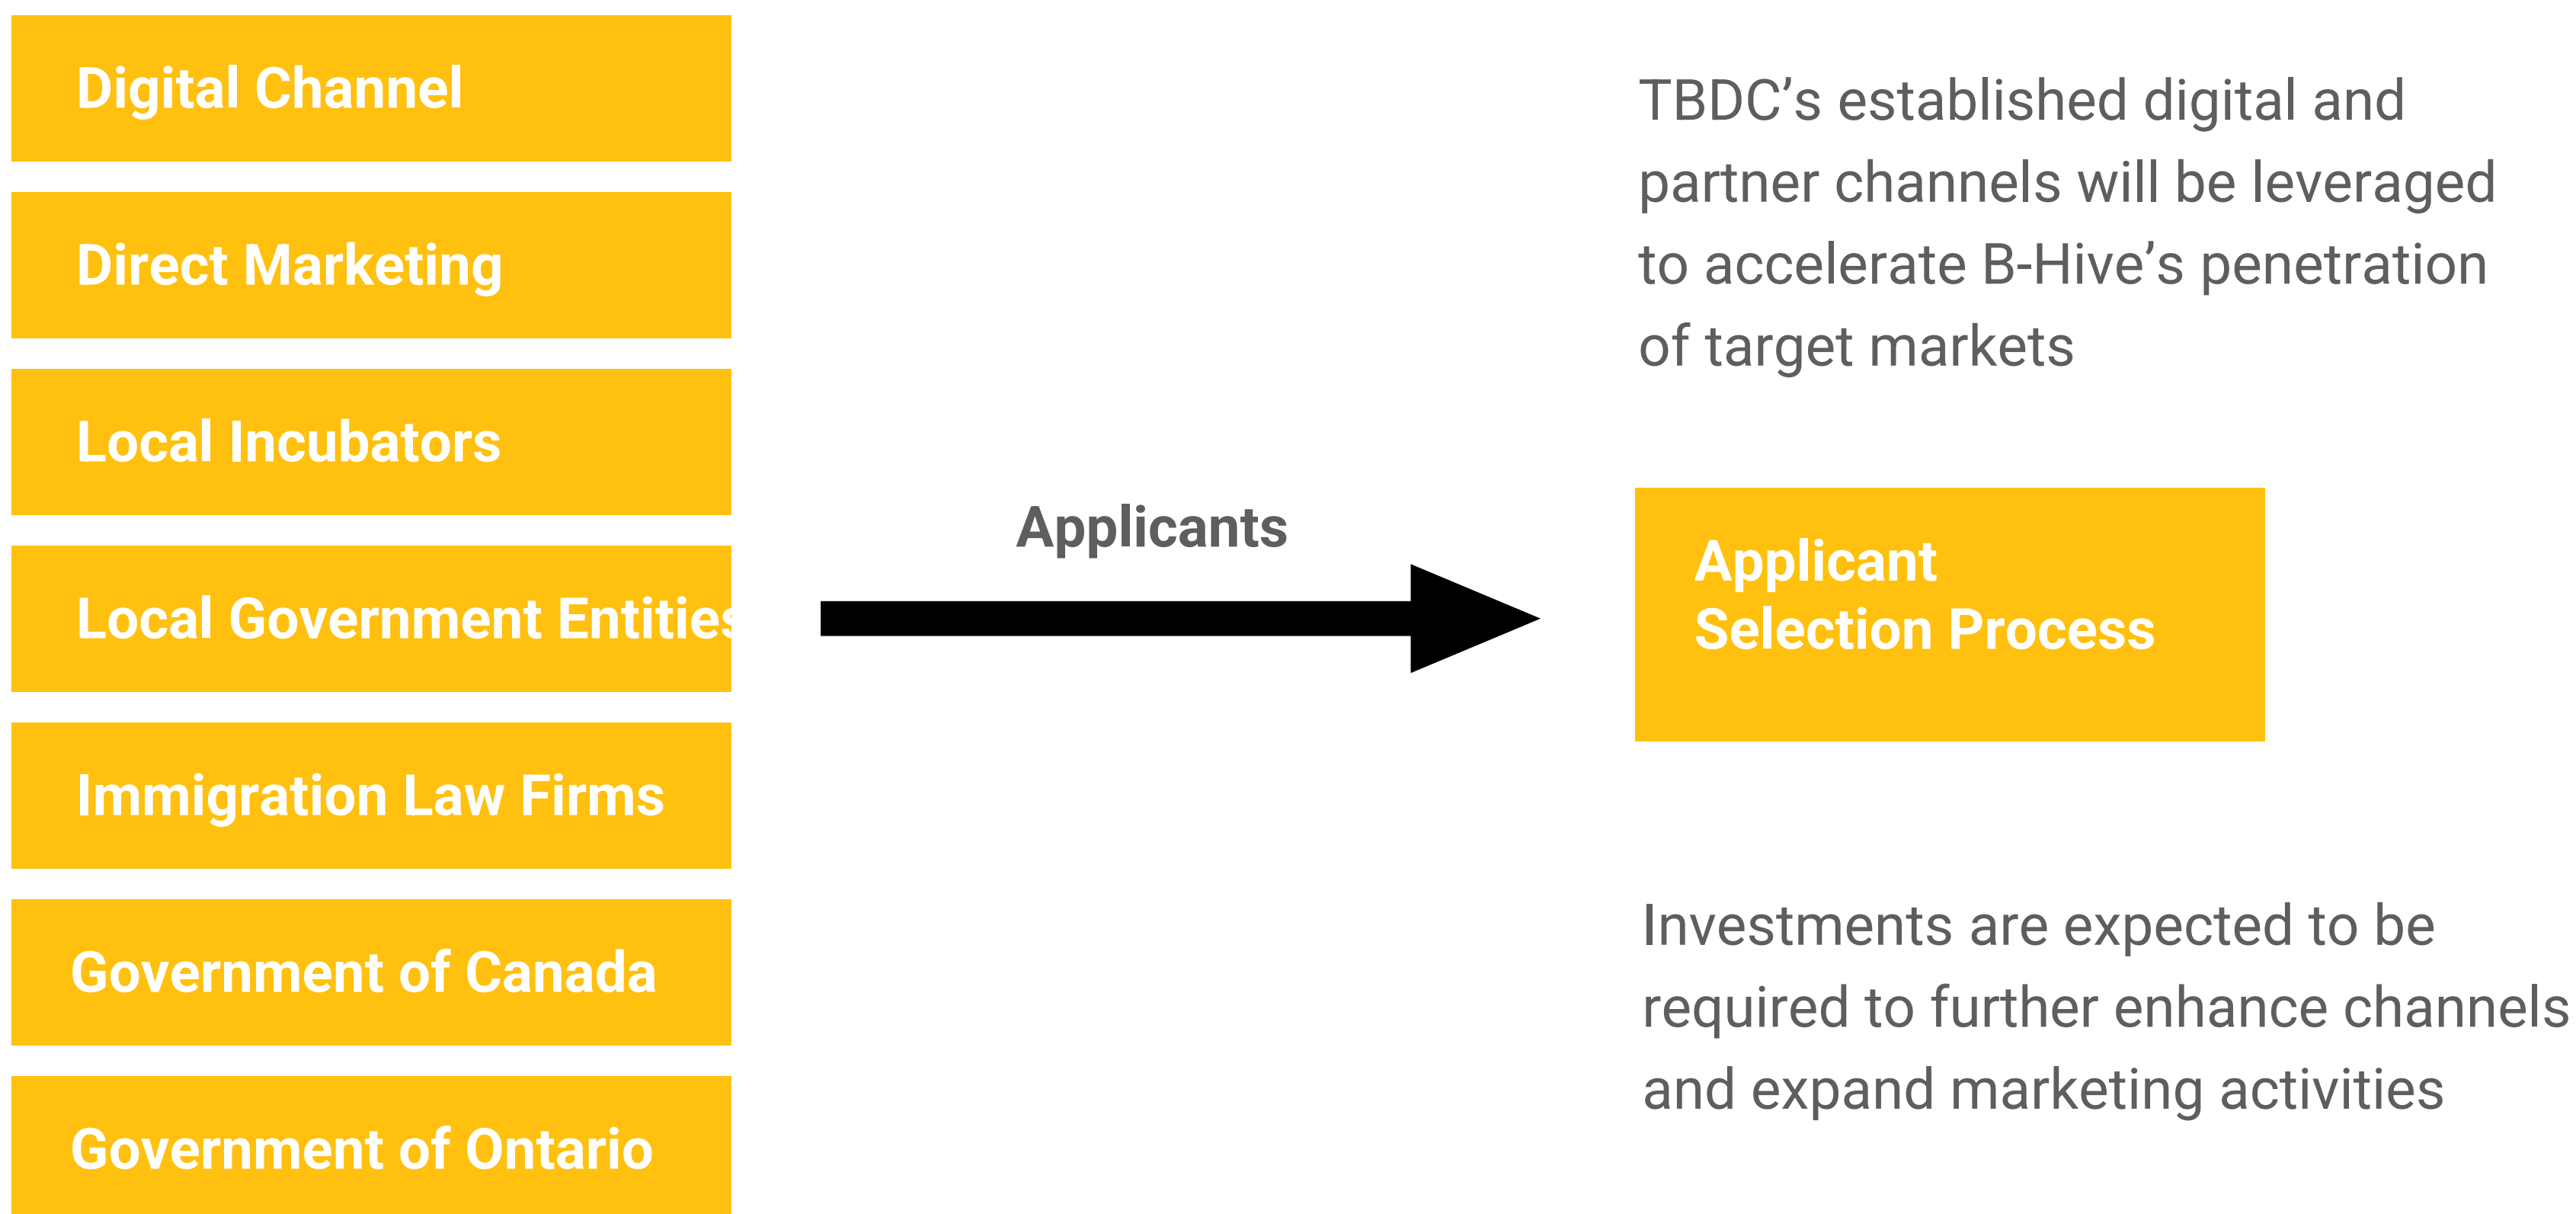 Digital Channel
Direct Marketing
Local Incubators
Local Government Entities
Immigration Law Firms
Government of Canada
Government of Ontario
Applicants
TBDC’s established digital and
partner channels will be leveraged
to accelerate B-Hive’s penetration
of target markets
Applicant
Selection Process
Investments are expected to be
required to further enhance channels
and expand marketing activities